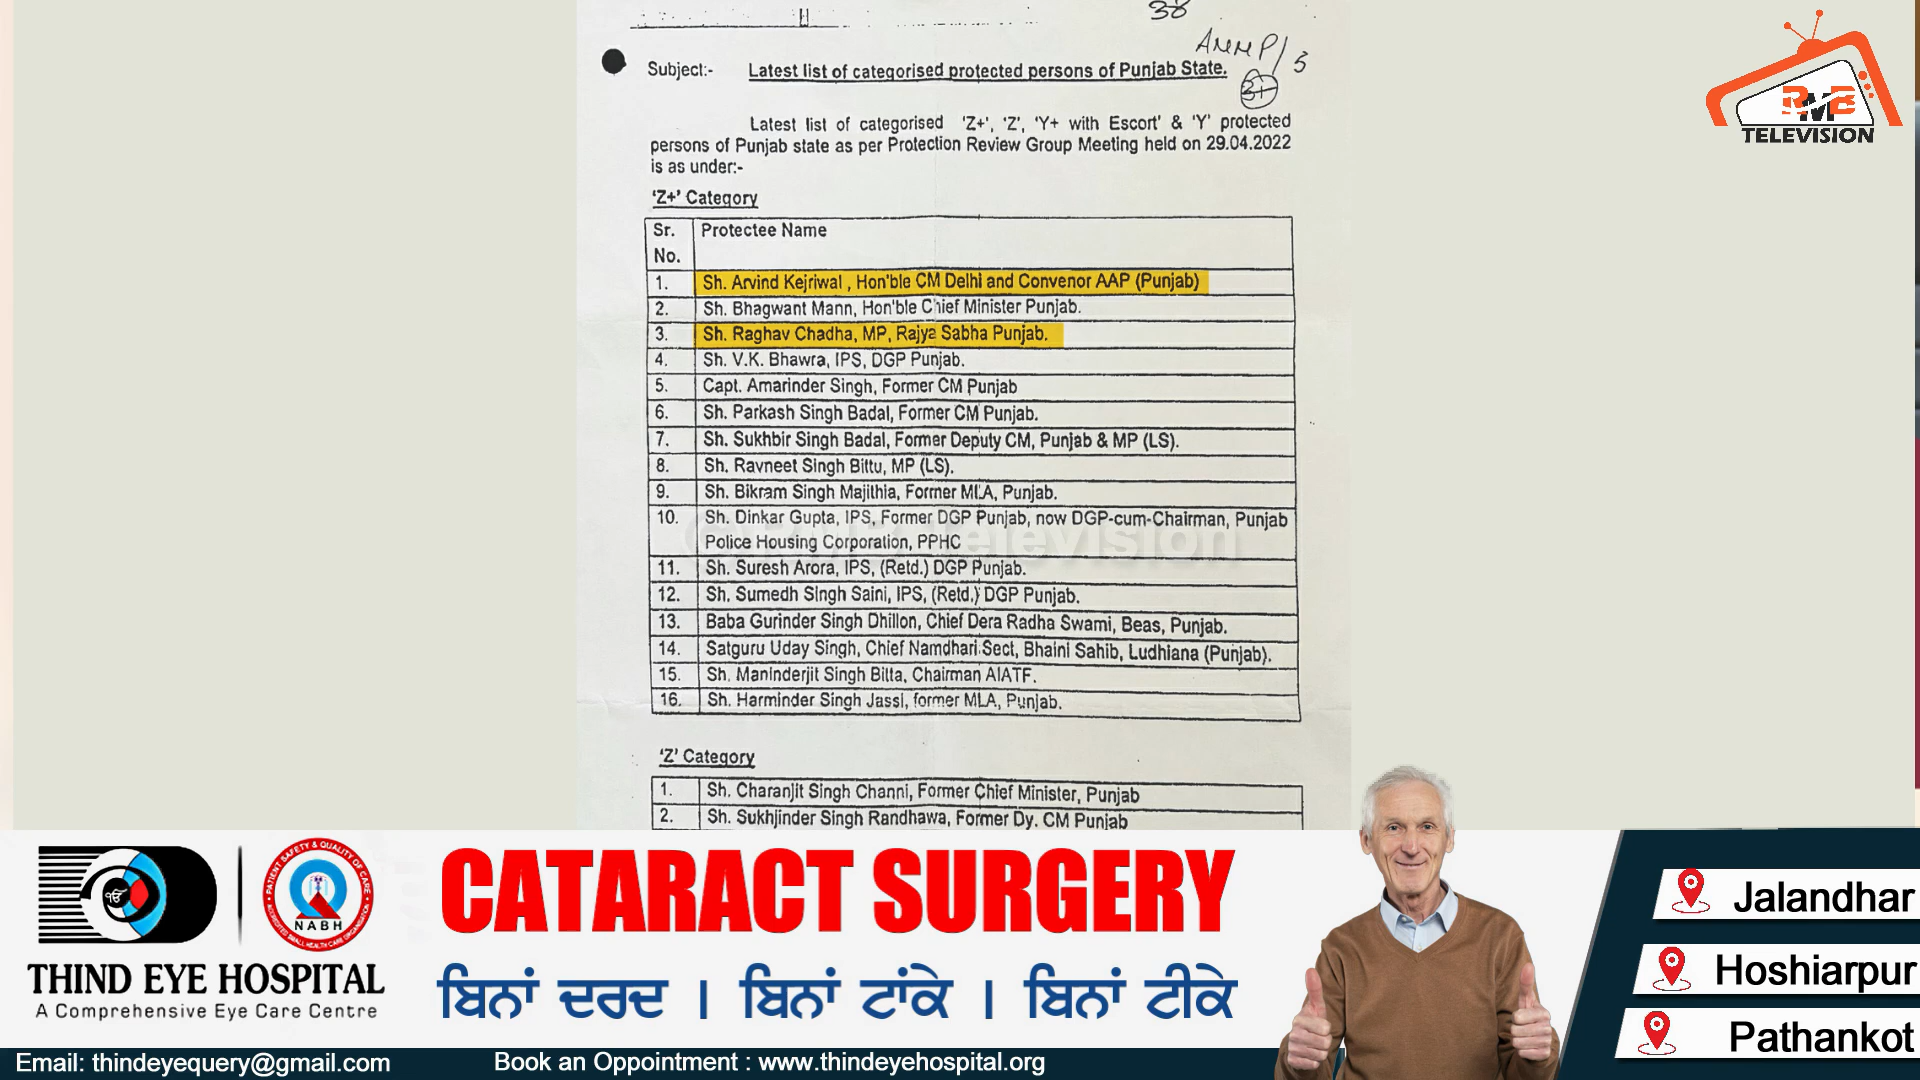 38
Ann P/3
Subject:- Latest list of categorised protected persons of Punjab State.
31
Latest list of categorised 'Z+', 'Z', 'Y+ with Escort' & 'Y' protected
persons of Punjab state as per Protection Review Group Meeting held on 29.04.2022
is as under:-
'Z+' Category
Sr. No. Protectee Name
1. Sh. Arvind Kejriwal , Hon'ble CM Delhi and Convenor AAP (Punjab)
2. Sh. Bhagwant Mann, Hon'ble Chief Minister Punjab.
3. Sh. Raghav Chadha, MP, Rajya Sabha Punjab.
4. Sh. V.K. Bhawra, IPS, DGP Punjab.
5. Capt. Amarinder Singh, Former CM Punjab
6. Sh. Parkash Singh Badal, Former CM Punjab.
7. Sh. Sukhbir Singh Badal, Former Deputy CM, Punjab & MP (LS).
8. Sh. Ravneet Singh Bittu, MP (LS).
9. Sh. Bikram Singh Majithia, Former MLA, Punjab.
10. Sh. Dinkar Gupta, IPS, Former DGP Punjab, now DGP-cum-Chairman, Punjab
Police Housing Corporation, PPHC
11. Sh. Suresh Arora, IPS, (Retd.) DGP Punjab.
12. Sh. Sumedh Singh Saini, IPS, (Retd.) DGP Punjab.
13. Baba Gurinder Singh Dhillon, Chief Dera Radha Swami, Beas, Punjab.
14. Satguru Uday Singh, Chief Namdhari Sect, Bhaini Sahib, Ludhiana (Punjab).
15. Sh. Maninderjit Singh Bitta, Chairman AIATF.
16. Sh. Harminder Singh Jassi, former MLA, Punjab.
'Z' Category
1. Sh. Charanjit Singh Channi, Former Chief Minister, Punjab
2. Sh. Sukhjinder Singh Randhawa, Former Dy. CM Punjab
RMB
TELEVISION
PATIENT SAFETY & QUALITY OF CARE
NABH
THIND EYE HOSPITAL
A Comprehensive Eye Care Centre
CATARACT SURGERY
ਬਿਨਾਂ ਦਰਦ । ਬਿਨਾਂ ਟਾਂਕੇ । ਬਿਨਾਂ ਟੀਕੇ
Jalandhar
Hoshiarpur
Pathankot
Email: thindeyequery@gmail.com
Book an Appointment : www.thindeyehospital.org